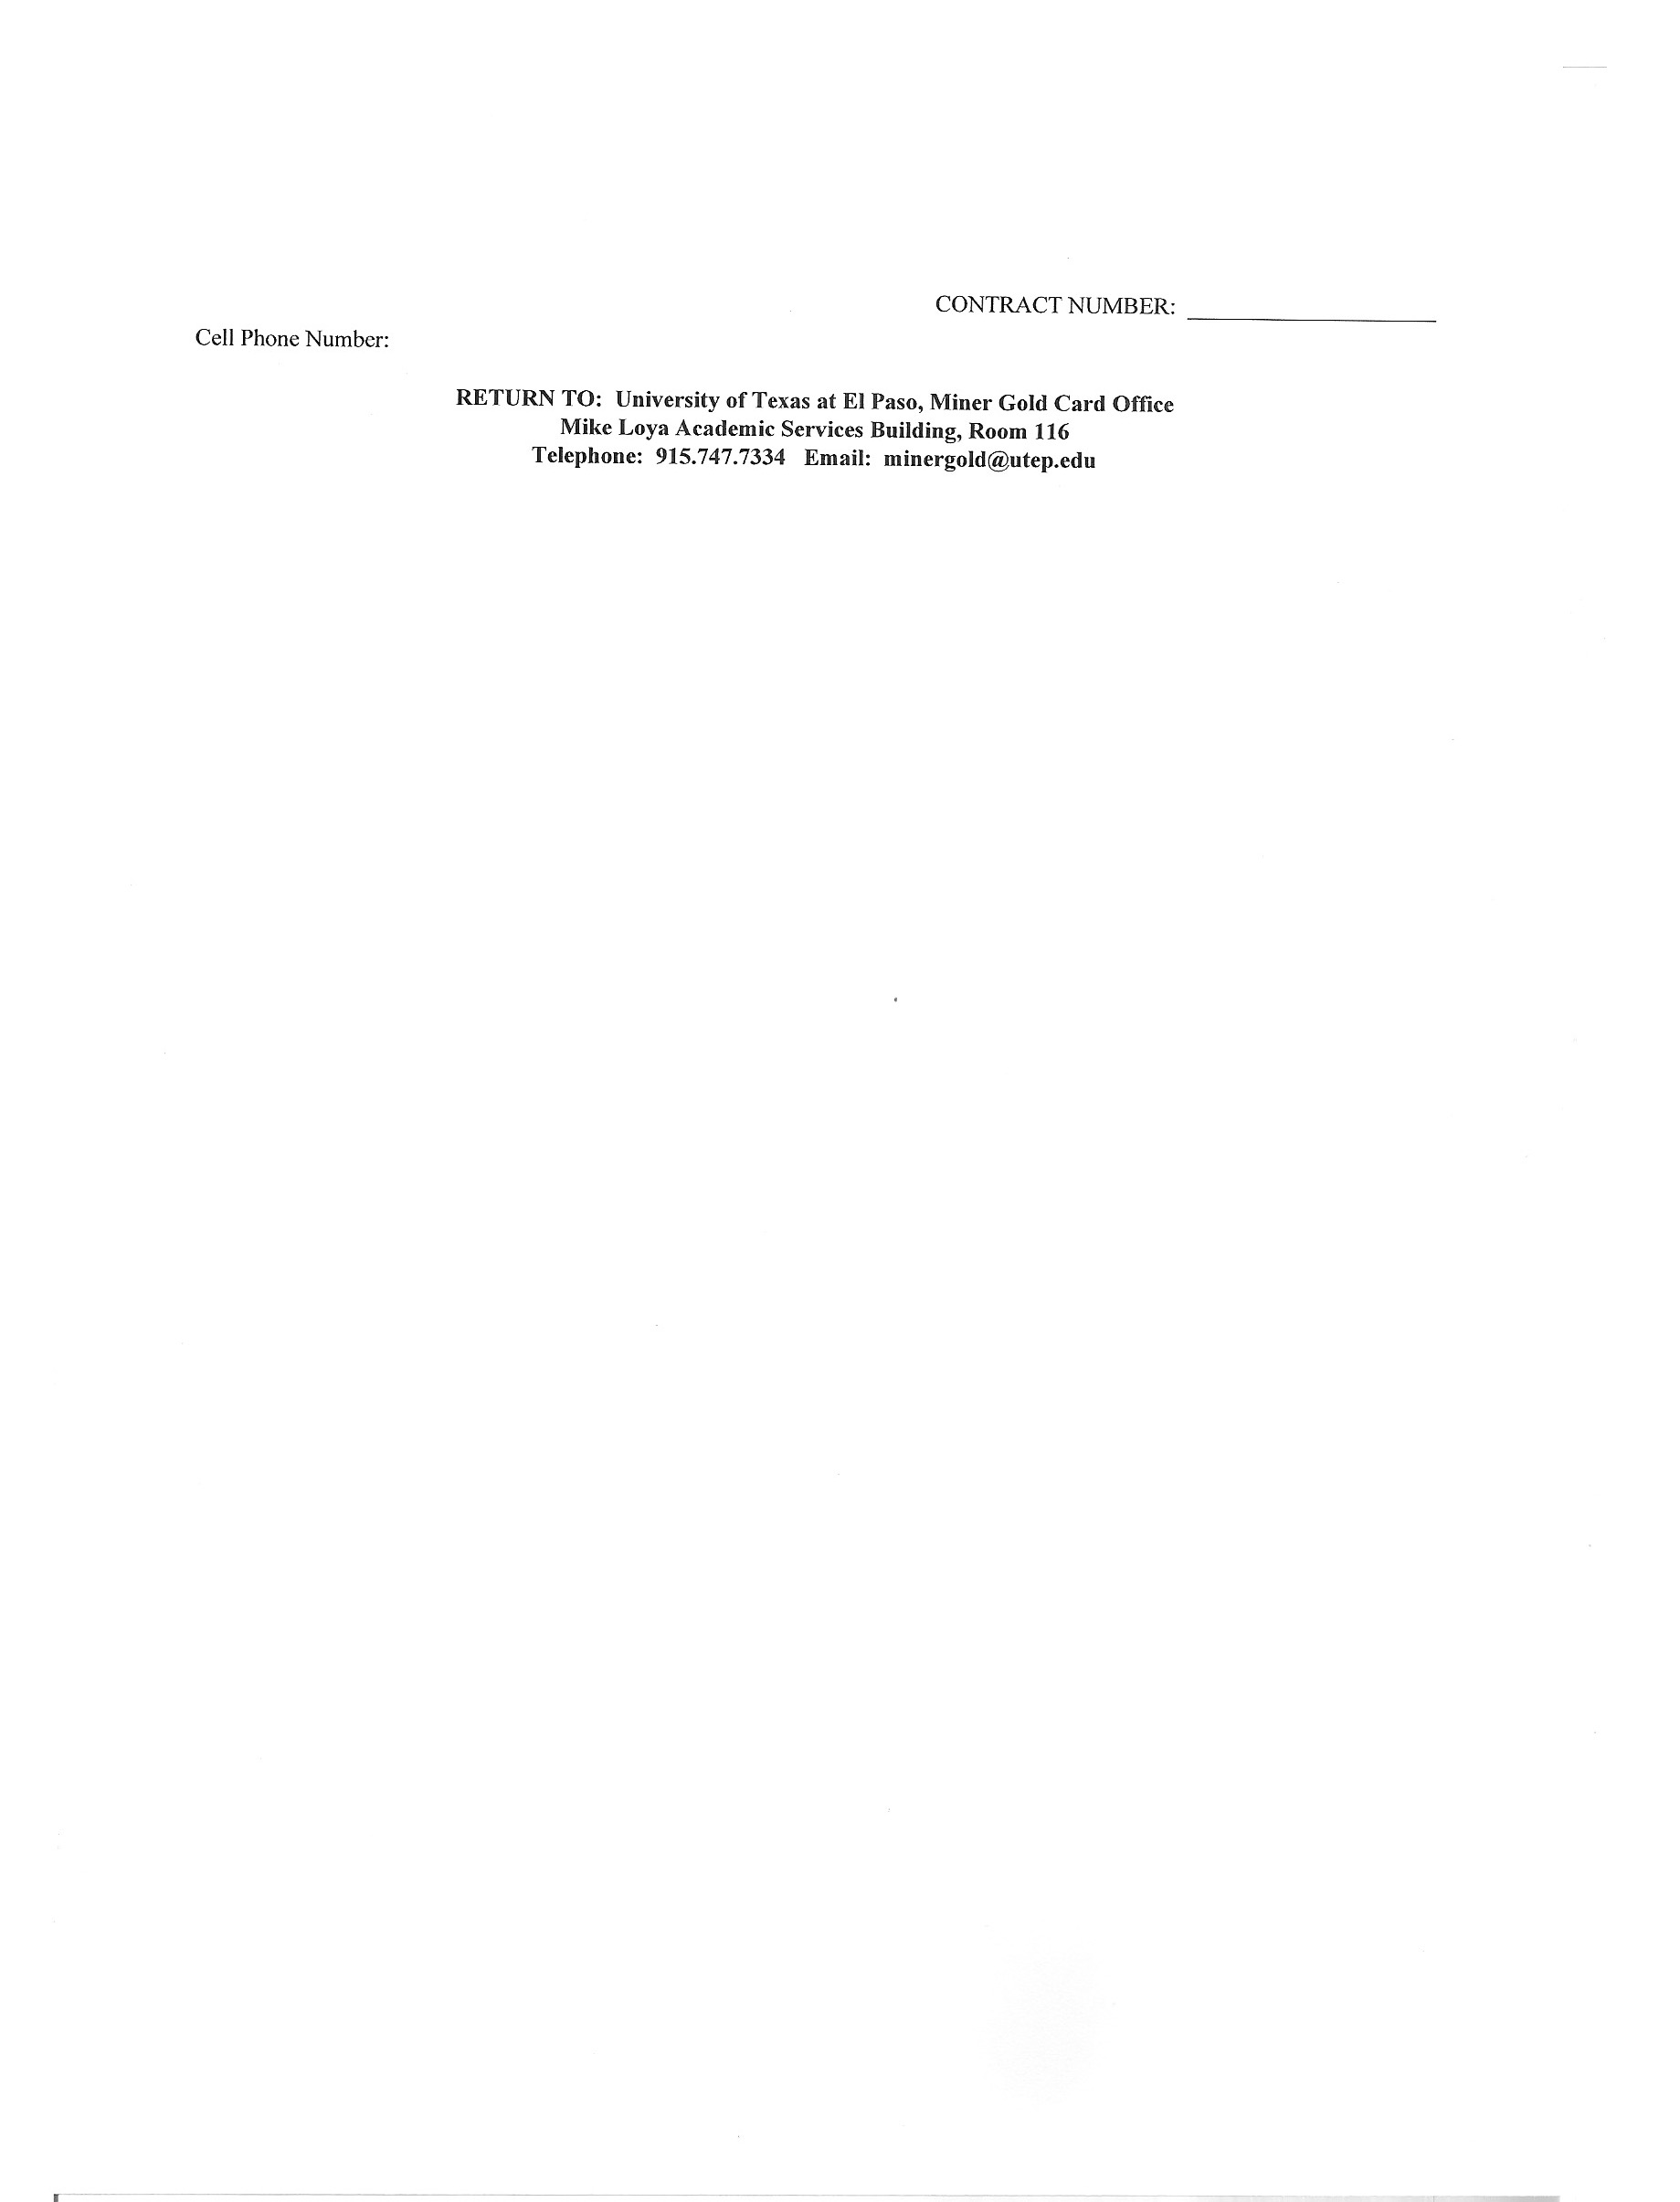 CONTRACT NUMBER: ____________________
Cell Phone Number:
RETURN TO: University of Texas at El Paso, Miner Gold Card Office
Mike Loya Academic Services Building, Room 116
Telephone: 915.747.7334 Email: minergold@utep.edu